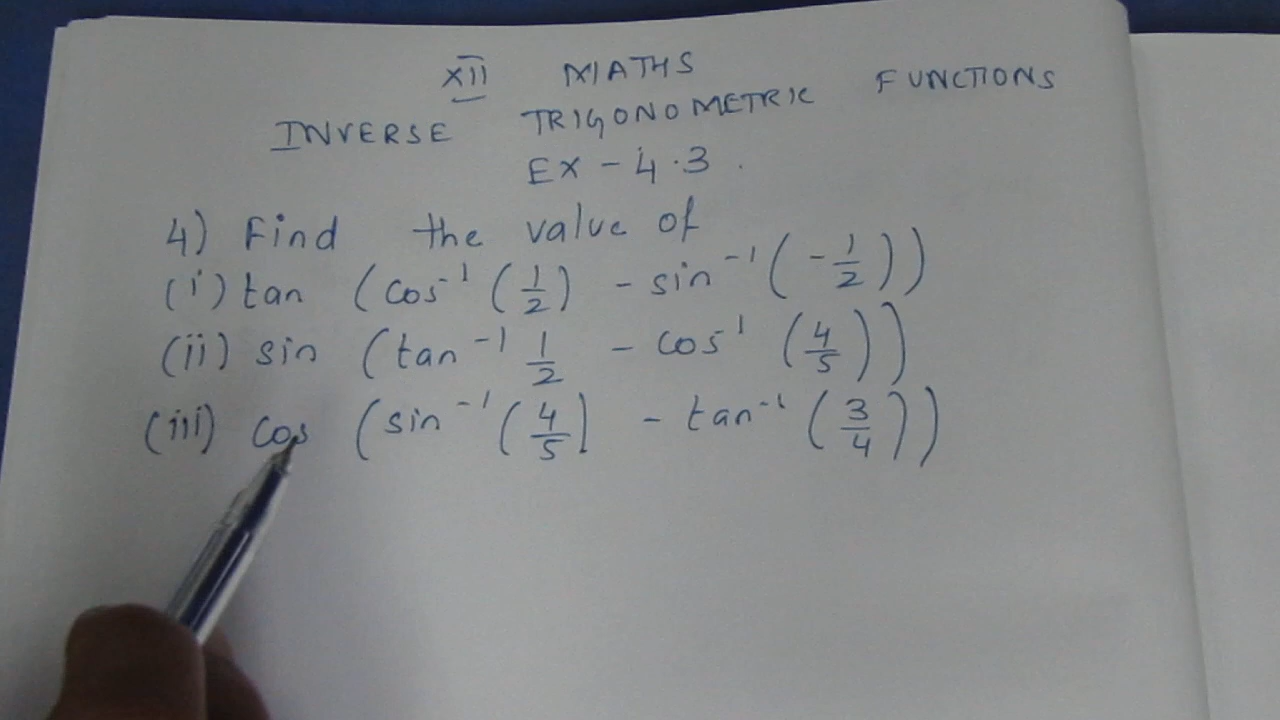 XII MATHS
INVERSE TRIGONOMETRIC FUNCTIONS
EX - 4.3.
4) Find the value of
(i) tan (cos⁻¹ (1/2) - sin⁻¹ (-1/2))
(ii) sin (tan⁻¹ 1/2 - cos¹ (4/5))
(iii) cos (sin⁻¹ (4/5) - tan⁻¹ (3/4))